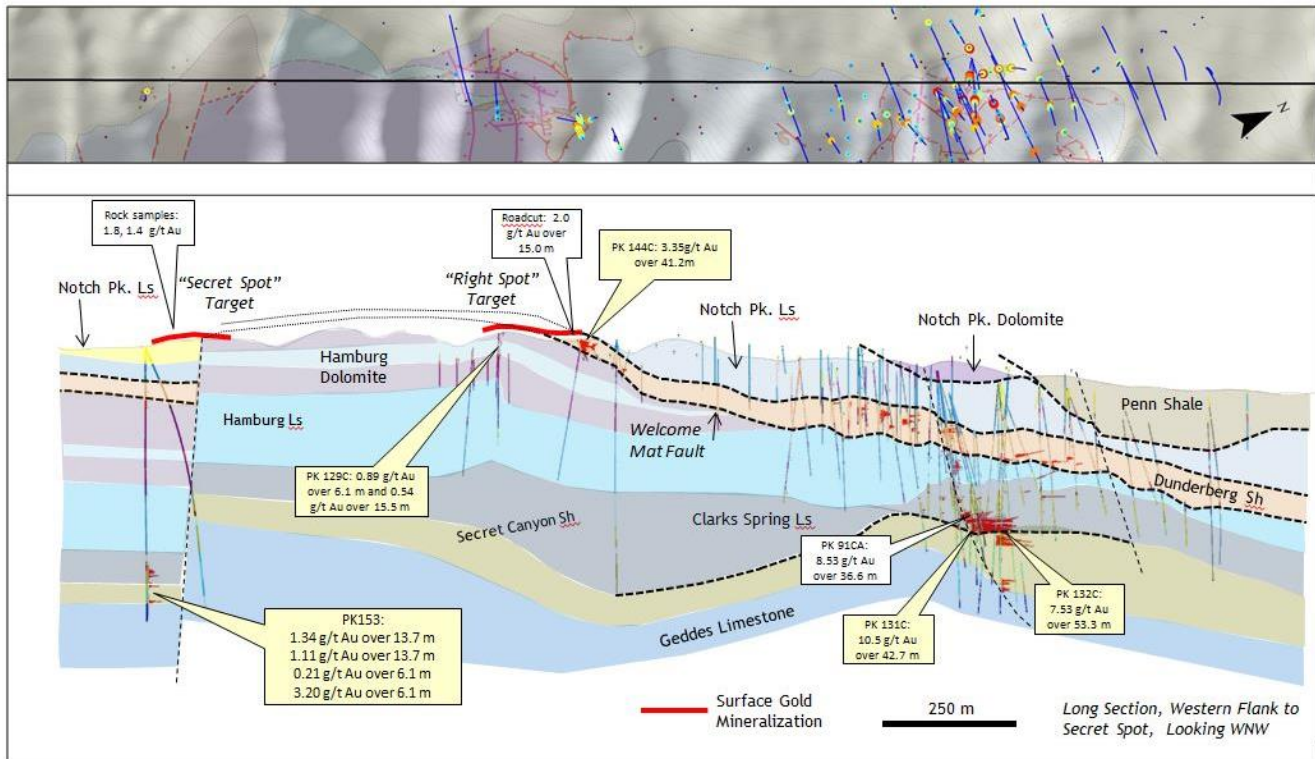 N
Rock samples:
1.8, 1.4 g/t Au
Roadcut: 2.0
g/t Au over
15.0 m
PK 144C: 3.35g/t Au
over 41.2m
Notch Pk. Ls
"Secret Spot"
Target
"Right Spot"
Target
Notch Pk. Ls
Notch Pk. Dolomite
Hamburg
Dolomite
Penn Shale
Hamburg Ls
Welcome
Mat Fault
PK 129C: 0.89 g/t Au
over 6.1 m and 0.54
g/t Au over 15.5 m
Dunderberg Sh
Secret Canyon Sh
Clarks Spring Ls
PK 91CA:
8.53 g/t Au
over 36.6 m
PK 132C:
7.53 g/t Au
over 53.3 m
PK 131C:
10.5 g/t Au
over 42.7 m
Geddes Limestone
PK153:
1.34 g/t Au over 13.7 m
1.11 g/t Au over 13.7 m
0.21 g/t Au over 6.1 m
3.20 g/t Au over 6.1 m
Surface Gold
Mineralization
250 m
Long Section, Western Flank to
Secret Spot, Looking WNW